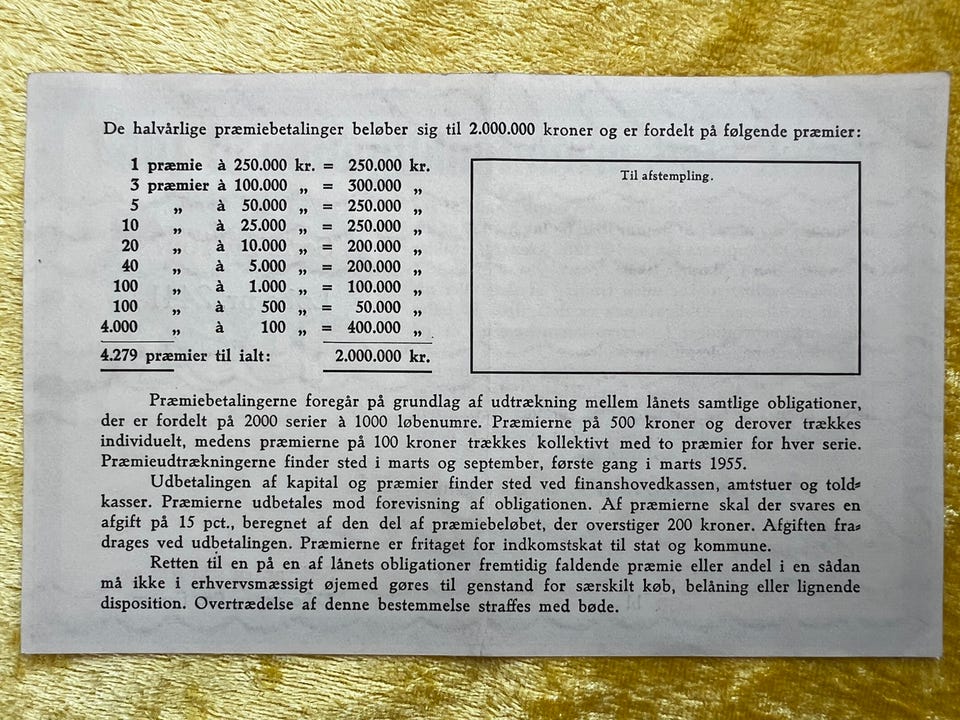 De halvårlige præmiebetalinger beløber sig til 2.000.000 kroner og er fordelt på følgende præmier:
1 præmie à 250.000 kr. = 250.000 kr.
3 præmier à 100.000 „ = 300.000 „
5 „ à 50.000 „ = 250.000 „
10 „ à 25.000 „ = 250.000 „
20 „ à 10.000 „ = 200.000 „
40 „ à 5.000 „ = 200.000 „
100 „ à 1.000 „ = 100.000 „
100 „ à 500 „ = 50.000 „
4.000 „ à 100 „ = 400.000 „
4.279 præmier til ialt: 2.000.000 kr.
Til afstempling.
Præmiebetalingerne foregår på grundlag af udtrækning mellem lånets samtlige obligationer,
der er fordelt på 2000 serier à 1000 løbenumre. Præmierne på 500 kroner og derover trækkes
individuelt, medens præmierne på 100 kroner trækkes kollektivt med to præmier for hver serie.
Præmieudtrækningerne finder sted i marts og september, første gang i marts 1955.
Udbetalingen af kapital og præmier finder sted ved finanshovedkassen, amtstuer og told-
kasser. Præmierne udbetales mod forevisning af obligationen. Af præmierne skal der svares en
afgift på 15 pct., beregnet af den del af præmiebeløbet, der overstiger 200 kroner. Afgiften fra-
drages ved udbetalingen. Præmierne er fritaget for indkomstskat til stat og kommune.
Retten til en på en af lånets obligationer fremtidig faldende præmie eller andel i en sådan
må ikke i erhvervsmæssigt øjemed gøres til genstand for særskilt køb, belåning eller lignende
disposition. Overtrædelse af denne bestemmelse straffes med bøde.